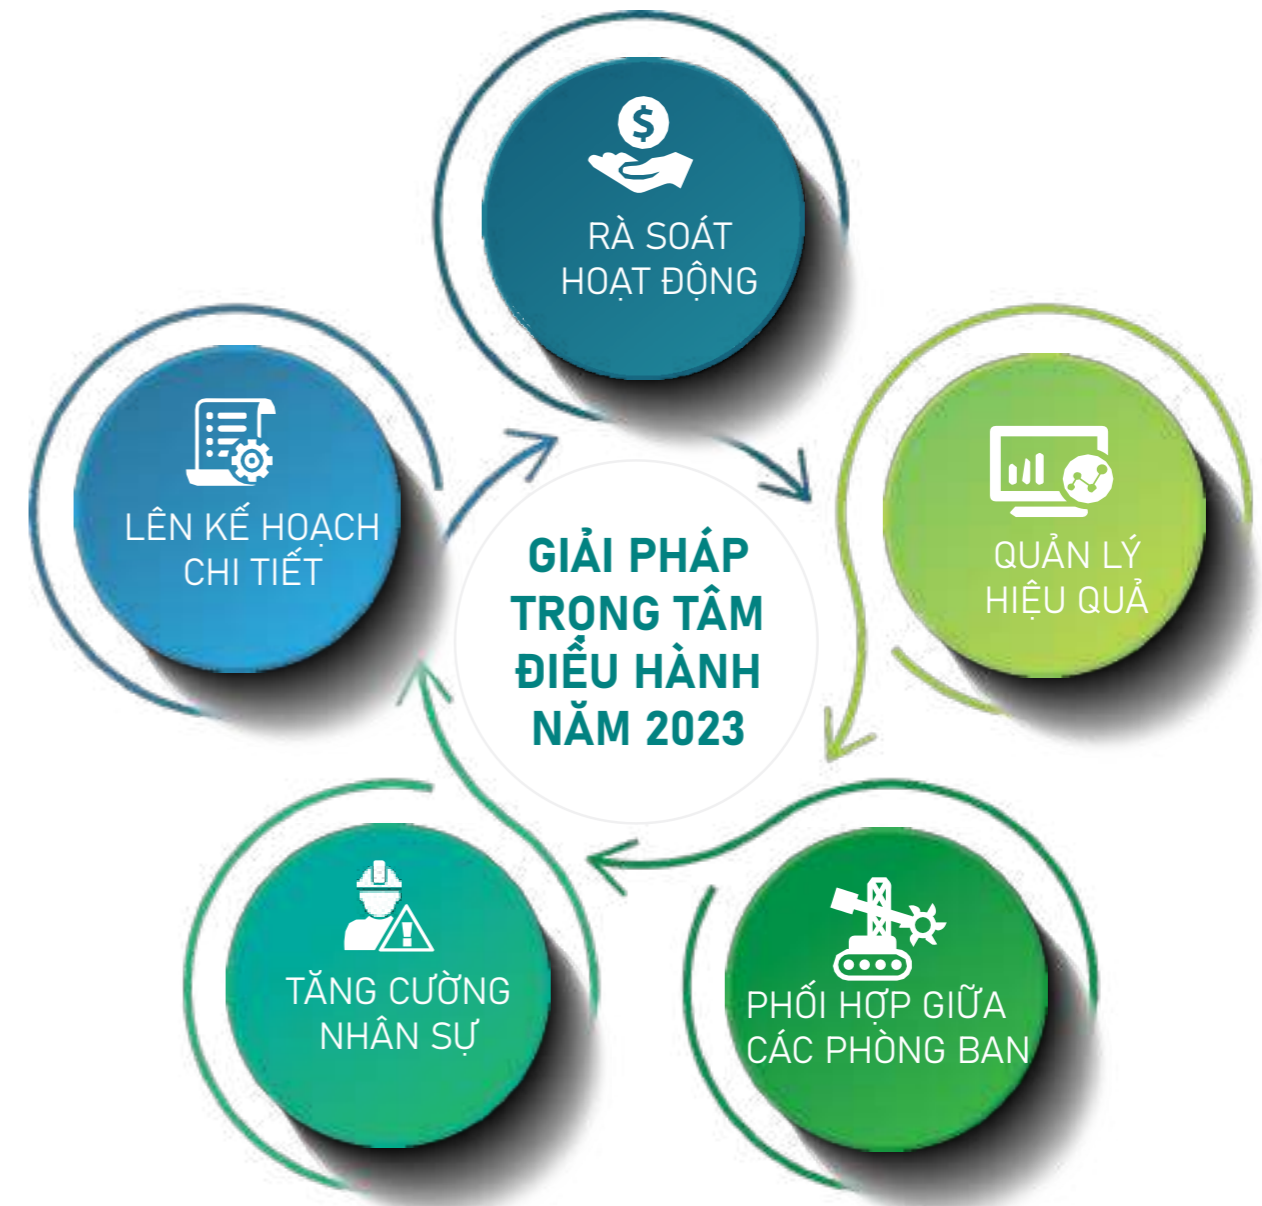 RÀ SOÁT
HOẠT ĐỘNG
QUẢN LÝ
HIỆU QUẢ
PHỐI HỢP GIỮA
CÁC PHÒNG BAN
TĂNG CƯỜNG
NHÂN SỰ
LÊN KẾ HOẠCH
CHI TIẾT
GIẢI PHÁP
TRỌNG TÂM
ĐIỀU HÀNH
NĂM 2023